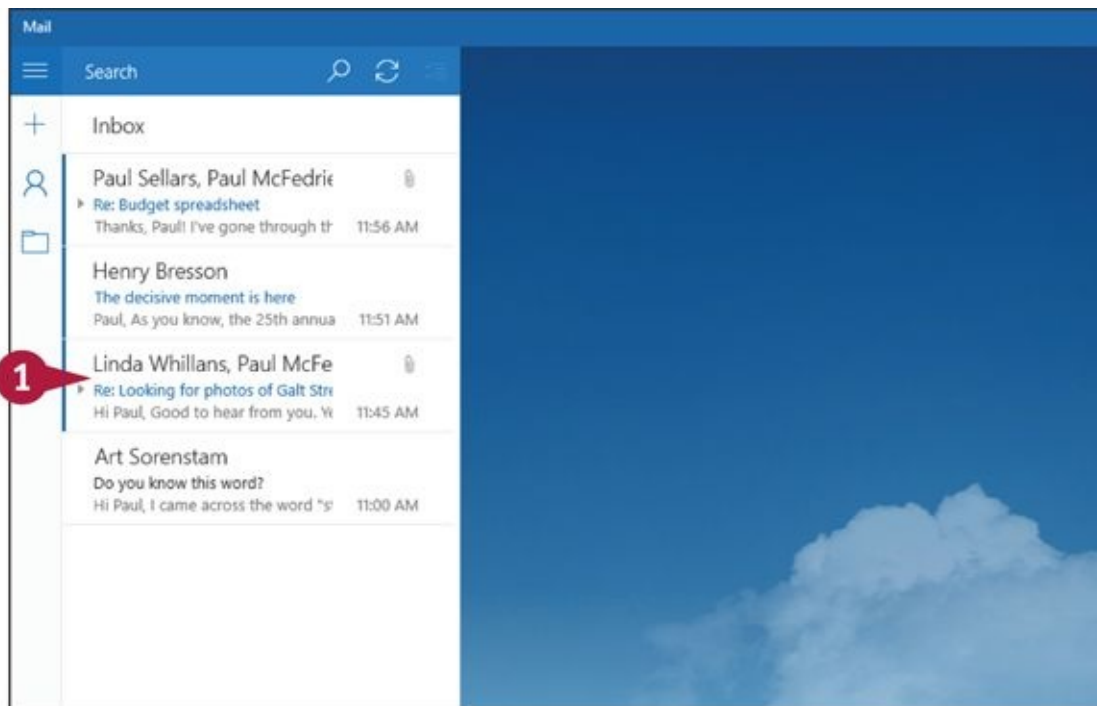 Mail
Search
Inbox
Paul Sellars, Paul McFedrie
Re: Budget spreadsheet
Thanks, Paul! I've gone through th 11:56 AM
Henry Bresson
The decisive moment is here
Paul, As you know, the 25th annua 11:51 AM
Linda Whillans, Paul McFe
1
Re: Looking for photos of Galt Stre
Hi Paul, Good to hear from you. Ye 11:45 AM
Art Sorenstam
Do you know this word?
Hi Paul, I came across the word "s 11:00 AM